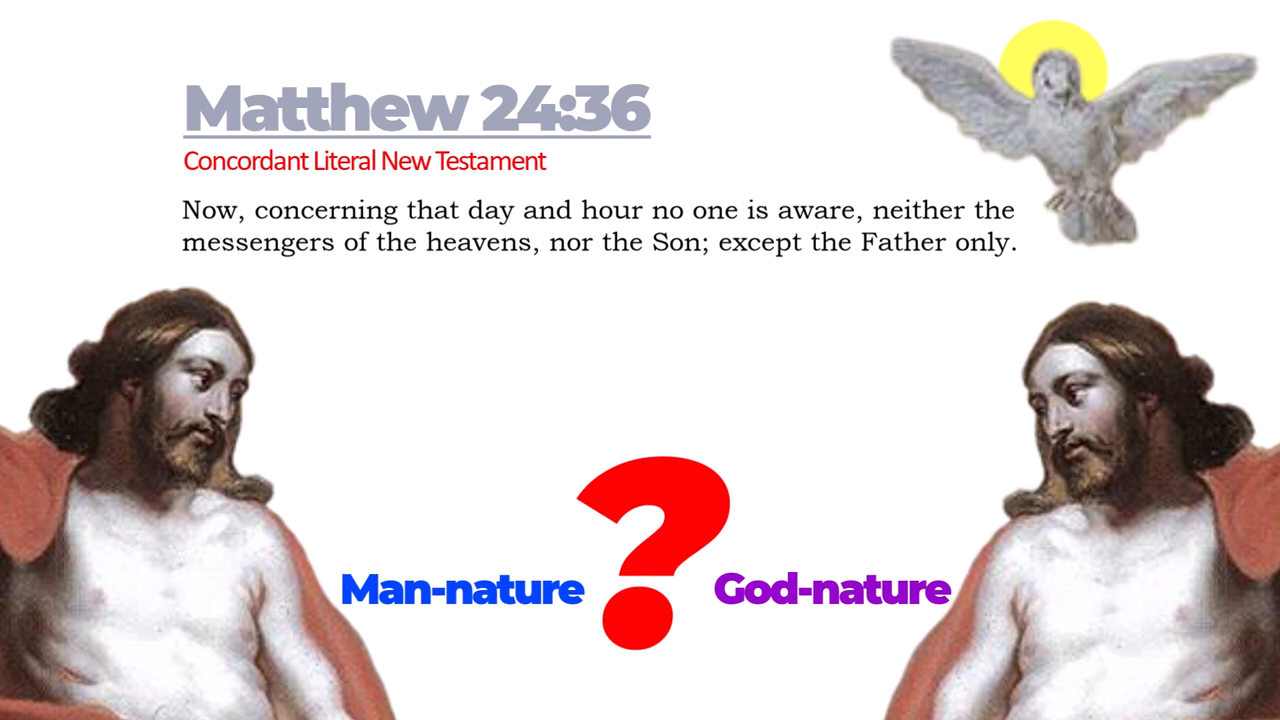 Matthew 24:36
Concordant Literal New Testament
Now, concerning that day and hour no one is aware, neither the
messengers of the heavens, nor the Son; except the Father only.
?
Man-nature God-nature